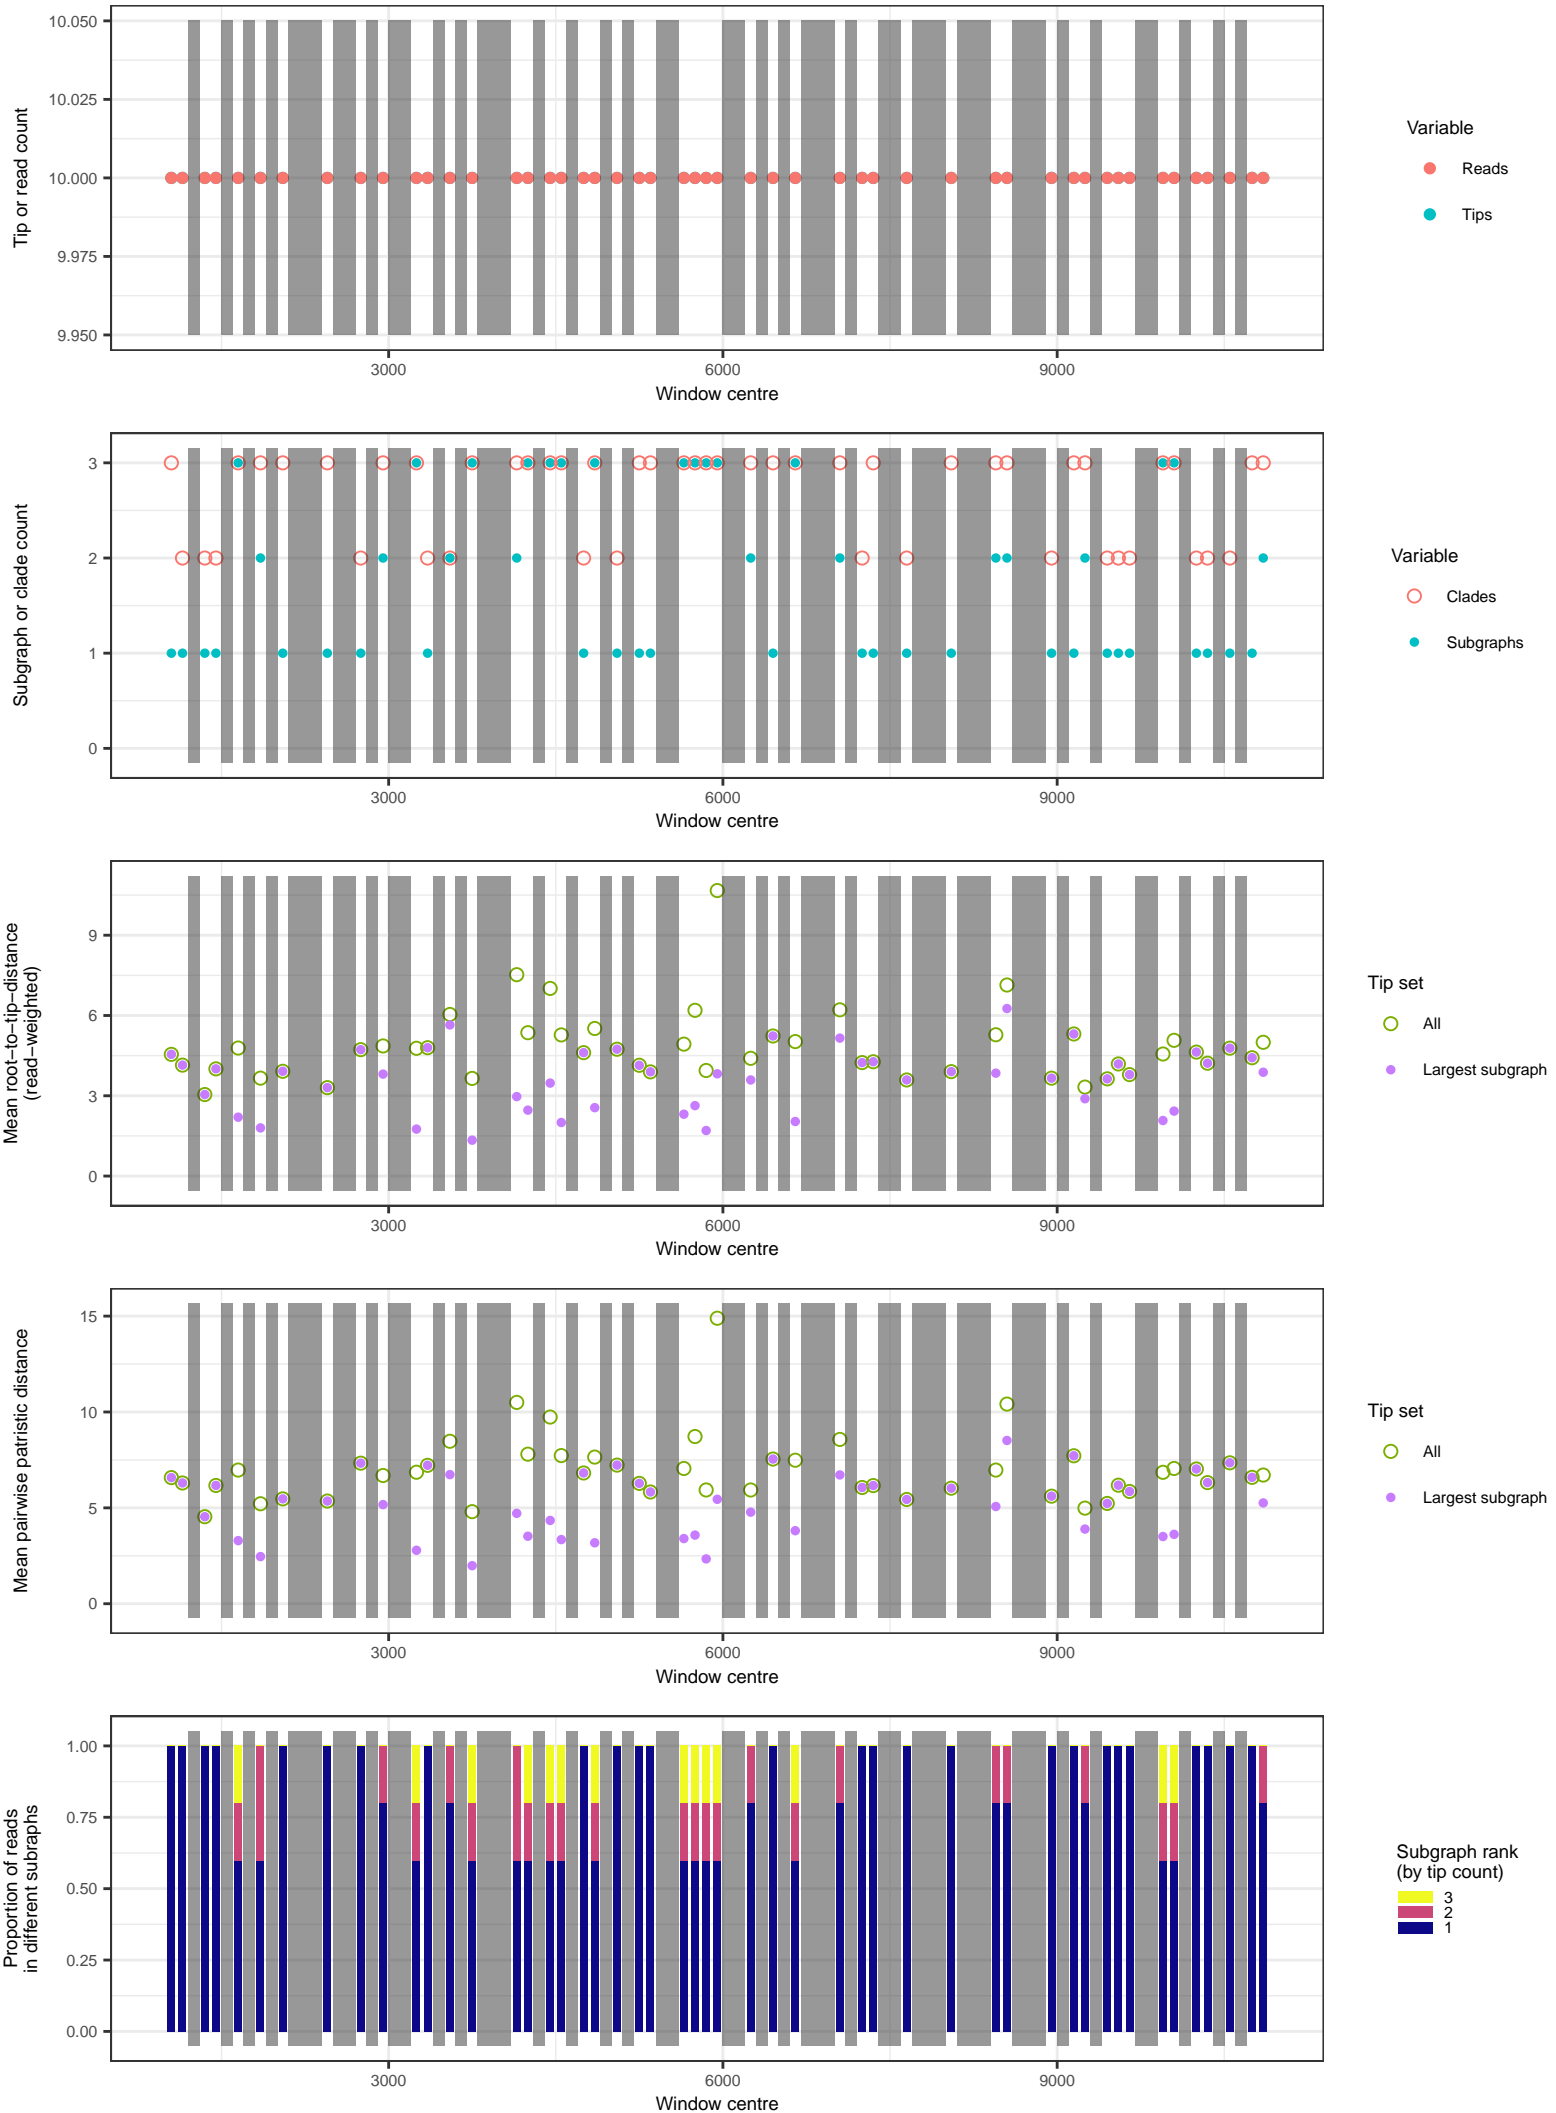 10.050
10.025
10.000
9.975
9.950
Tip or read count
3000
6000
9000
Window centre
Variable
Reads
Tips
3
2
1
0
Subgraph or clade count
3000
6000
9000
Window centre
Variable
Clades
Subgraphs
9
6
3
0
Mean root−to−tip−distance
(read−weighted)
3000
6000
9000
Window centre
Tip set
All
Largest subgraph
15
10
5
0
Mean pairwise patristic distance
3000
6000
9000
Window centre
Tip set
All
Largest subgraph
1.00
0.75
0.50
0.25
0.00
Proportion of reads
in different subraphs
3000
6000
9000
Window centre
Subgraph rank
(by tip count)
3
2
1